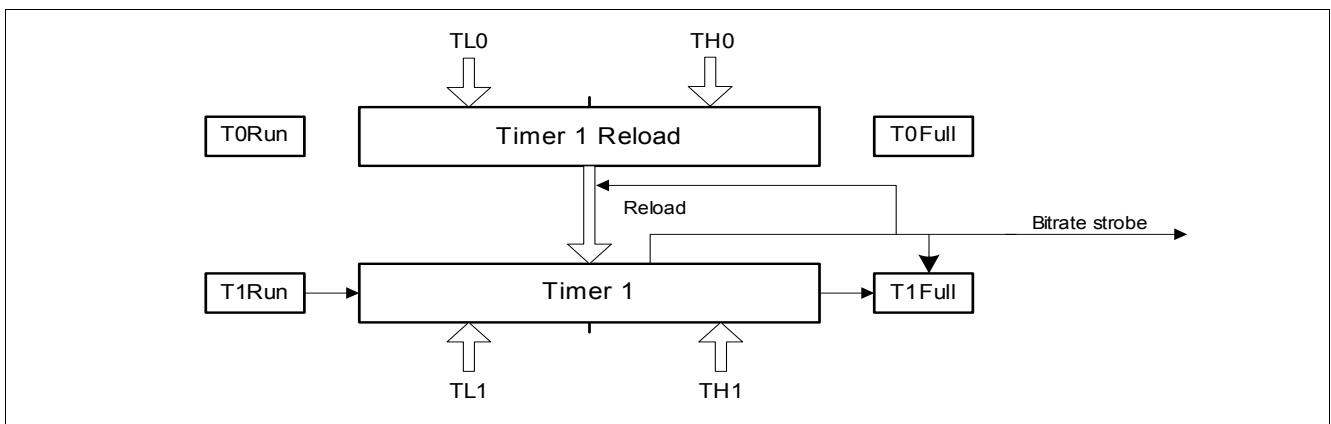 TL0 TH0
T0Run Timer 1 Reload T0Full
Reload
Bitrate strobe
T1Run Timer 1 T1Full
TL1 TH1